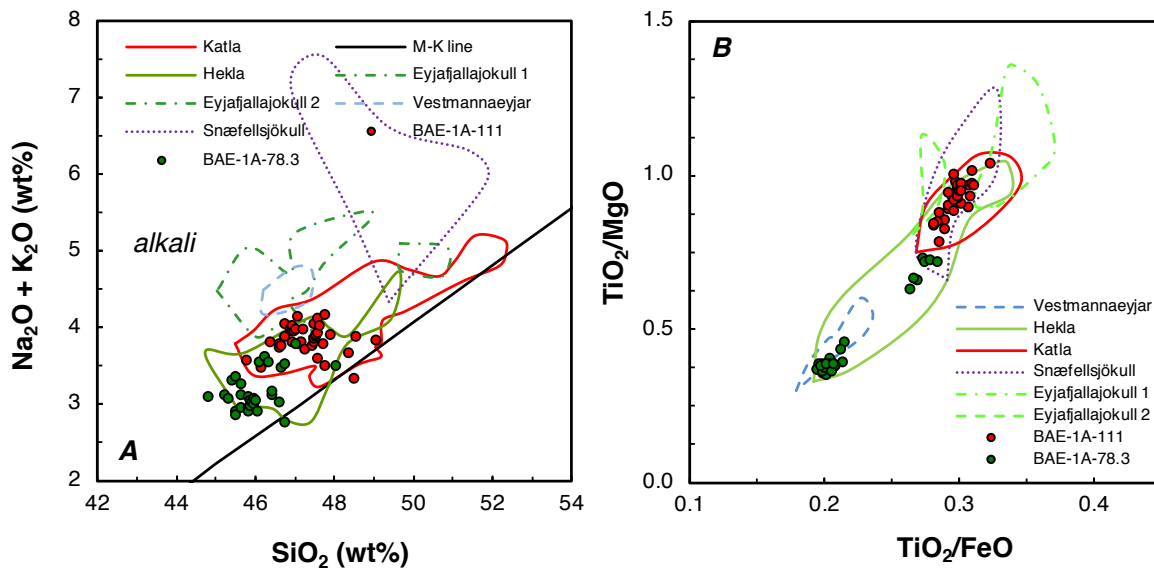 8
7
6
5
4
3
2
Na₂O + K₂O (wt%)
Katla
M-K line
Hekla
Eyjafjallajokull 1
Eyjafjallajokull 2
Vestmannaeyjar
Snæfellsjökull
BAE-1A-111
BAE-1A-78.3
alkali
A
42 44 46 48 50 52 54
SiO₂ (wt%)
1.5
1.0
0.5
0.0
TiO₂/MgO
B
Vestmannaeyjar
Hekla
Katla
Snæfellsjökull
Eyjafjallajokull 1
Eyjafjallajokull 2
BAE-1A-111
BAE-1A-78.3
0.1 0.2 0.3 0.4
TiO₂/FeO